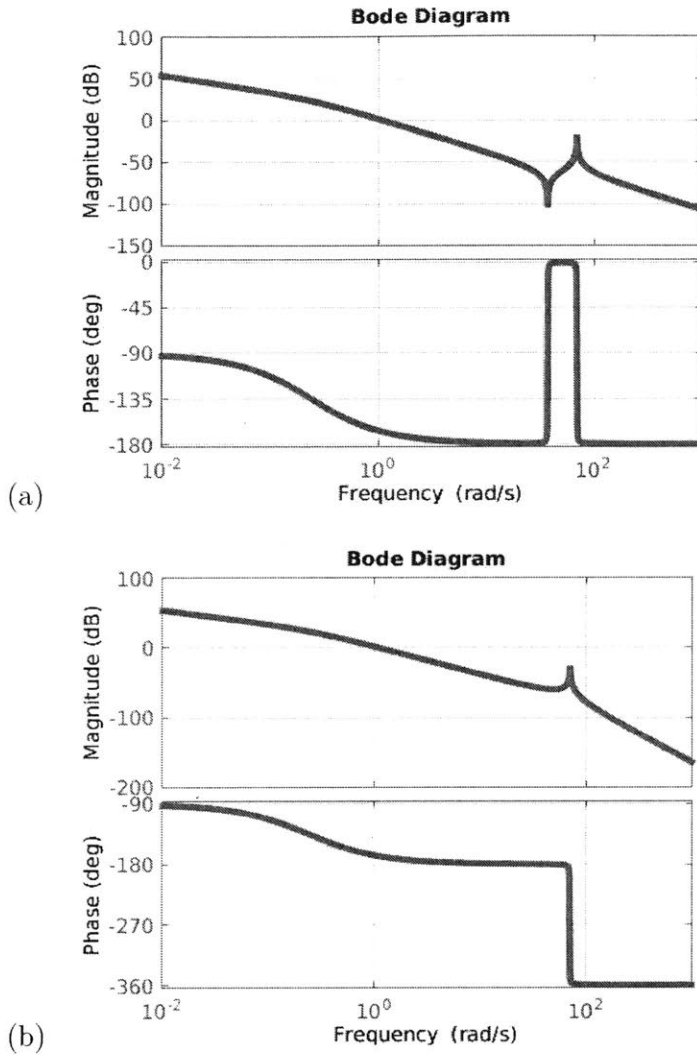 Bode Diagram
Magnitude (dB)
100
50
0
-50
-100
-150
Phase (deg)
0
-45
-90
-135
-180
10^-2
10^0
10^2
Frequency (rad/s)
(a)
Bode Diagram
Magnitude (dB)
100
0
-100
-200
Phase (deg)
-90
-180
-270
-360
10^-2
10^0
10^2
Frequency (rad/s)
(b)